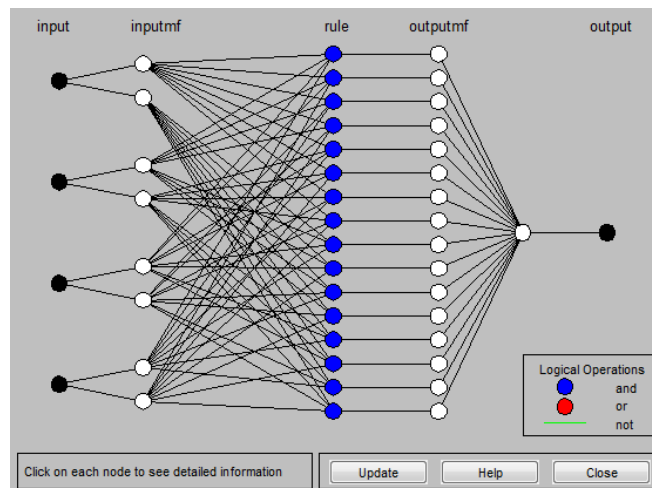 input inputmf rule outputmf output
Logical Operations
and
or
not
Click on each node to see detailed information
Update Help Close